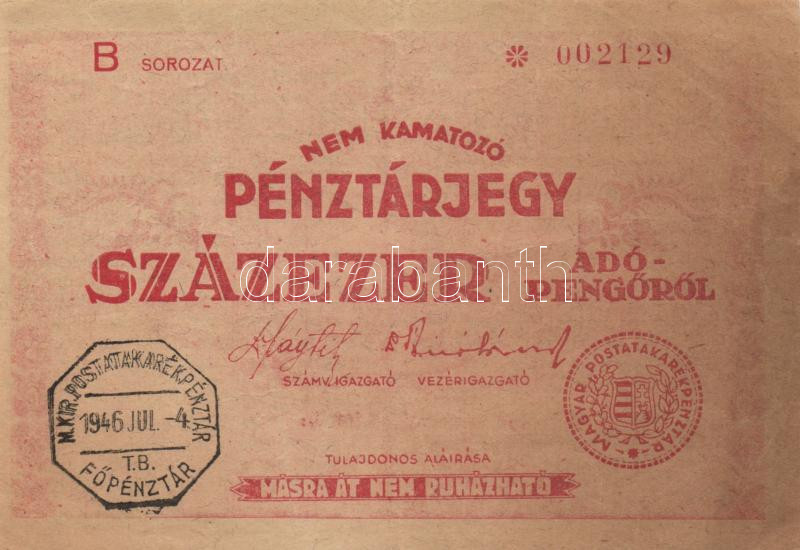 B SOROZAT. * 002129
NEM KAMATOZÓ
PÉNZTÁRJEGY
SZÁZEZER ADÓ-
PENGŐRŐL
darabanth
SZÁMV. IGAZGATÓ VEZÉRIGAZGATÓ
M.KIR.POSTATAKARÉKPÉNZTÁR
1946 JUL. -4.
T.B.
FŐPÉNZTÁR
MAGYAR POSTATAKARÉKPÉNZTÁR
TULAJDONOS ALÁIRÁSA
MÁSRA ÁT NEM RUHÁZHATÓ